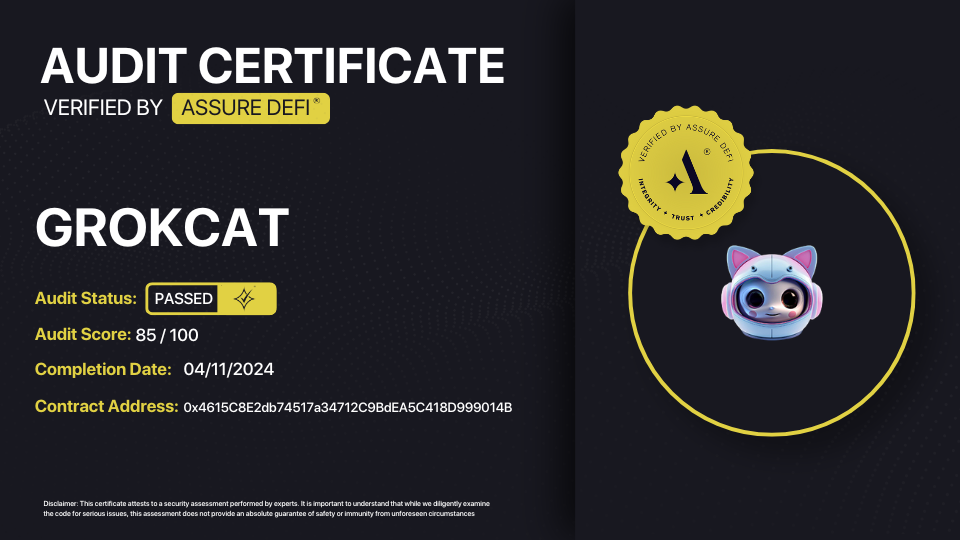 AUDIT CERTIFICATE
VERIFIED BY ASSURE DEFI®
GROKCAT
Audit Status: PASSED
Audit Score: 85 / 100
Completion Date: 04/11/2024
Contract Address: 0x4615C8E2db74517a34712C9BdEA5C418D999014B
Disclaimer: This certificate attests to a security assessment performed by experts. It is important to understand that while we diligently examine
the code for serious issues, this assessment does not provide an absolute guarantee of safety or immunity from unforeseen circumstances
VERIFIED BY ASSURE DEFI
®
INTEGRITY ✦ TRUST ✦ CREDIBILITY